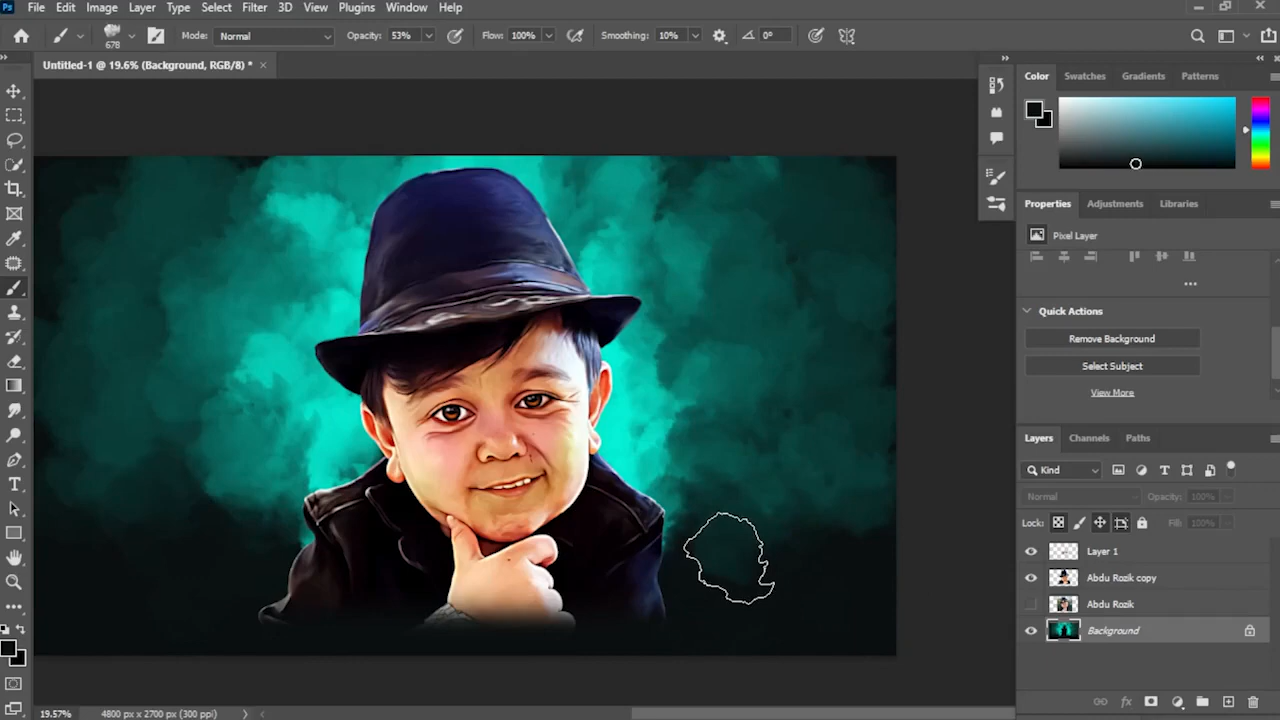 Ps File Edit Image Layer Type Select Filter 3D View Plugins Window Help
678 Mode: Normal Opacity: 53% Flow: 100% Smoothing: 10% 0°
Untitled-1 @ 19.6% (Background, RGB/8) *
Color Swatches Gradients Patterns
Properties Adjustments Libraries
Pixel Layer
Quick Actions
Remove Background
Select Subject
View More
Layers Channels Paths
Kind
Normal Opacity: 100%
Lock: Fill: 100%
Layer 1
Abdu Rozik copy
Abdu Rozik
Background
19.57% 4800 px x 2700 px (300 ppi)